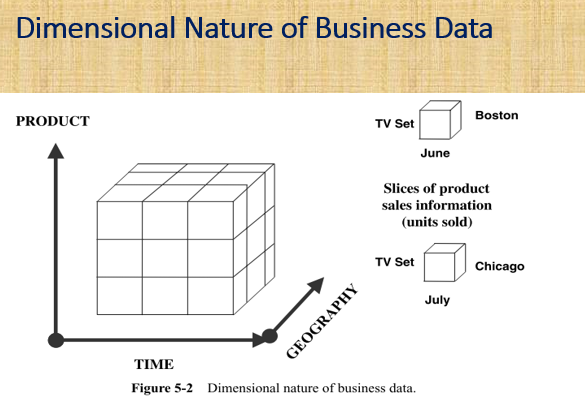 Dimensional Nature of Business Data
PRODUCT
TV Set
Boston
June
Slices of product
sales information
(units sold)
TV Set
Chicago
July
GEOGRAPHY
TIME
Figure 5-2 Dimensional nature of business data.